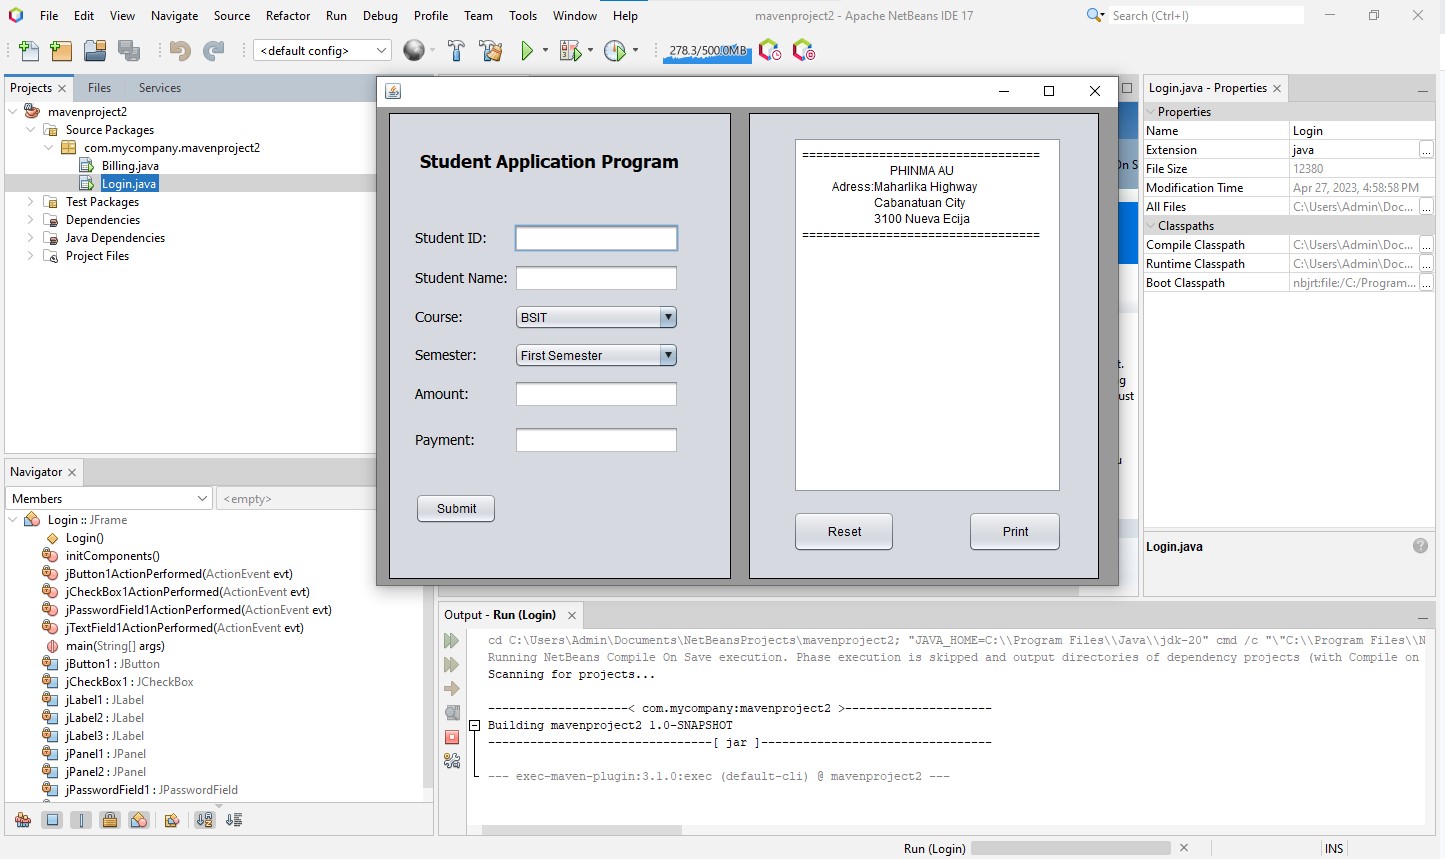 File Edit View Navigate Source Refactor Run Debug Profile Team Tools Window Help
mavenproject2 - Apache NetBeans IDE 17
Search (Ctrl+I)
<default config>
278.3/500.0MB
Projects
Files
Services
mavenproject2
Source Packages
com.mycompany.mavenproject2
Billing.java
Login.java
Test Packages
Dependencies
Java Dependencies
Project Files
Student Application Program
Student ID:
Student Name:
Course:
BSIT
Semester:
First Semester
Amount:
Payment:
Submit
==================================
PHINMA AU
Adress:Maharlika Highway
Cabanatuan City
3100 Nueva Ecija
==================================
Reset
Print
Login.java - Properties
Properties
Name Login
Extension java
File Size 12380
Modification Time Apr 27, 2023, 4:58:58 PM
All Files C:\Users\Admin\Doc...
Classpaths
Compile Classpath C:\Users\Admin\Doc...
Runtime Classpath C:\Users\Admin\Doc...
Boot Classpath nbjrt:file:/C:/Program...
Login.java
Navigator
Members
<empty>
Login :: JFrame
Login()
initComponents()
jButton1ActionPerformed(ActionEvent evt)
jCheckBox1ActionPerformed(ActionEvent evt)
jPasswordField1ActionPerformed(ActionEvent evt)
jTextField1ActionPerformed(ActionEvent evt)
main(String[] args)
jButton1 : JButton
jCheckBox1 : JCheckBox
jLabel1 : JLabel
jLabel2 : JLabel
jLabel3 : JLabel
jPanel1 : JPanel
jPanel2 : JPanel
jPasswordField1 : JPasswordField
Output - Run (Login)
cd C:\Users\Admin\Documents\NetBeansProjects\mavenproject2; "JAVA_HOME=C:\\Program Files\\Java\\jdk-20" cmd /c "\"C:\\Program Files\\N
Running NetBeans Compile On Save execution. Phase execution is skipped and output directories of dependency projects (with Compile on
Scanning for projects...
--------------------< com.mycompany:mavenproject2 >---------------------
Building mavenproject2 1.0-SNAPSHOT
--------------------------------[ jar ]---------------------------------
--- exec-maven-plugin:3.1.0:exec (default-cli) @ mavenproject2 ---
Run (Login)
INS